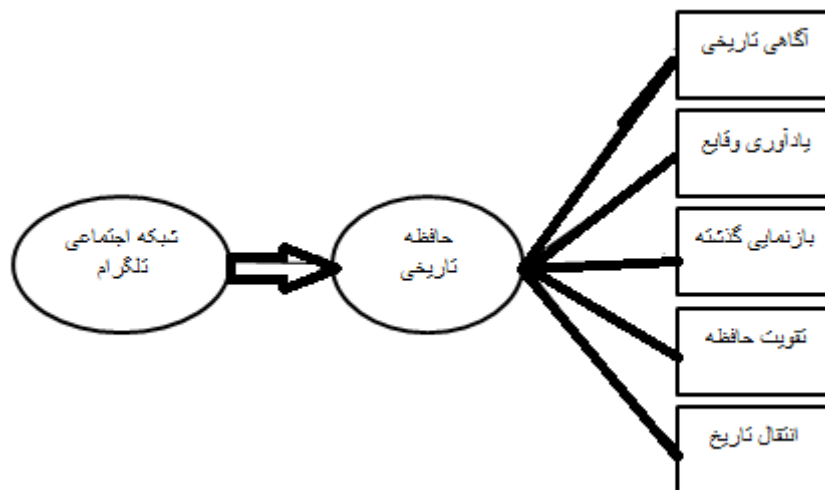 شبکه اجتماعی
تلگرام
حافظه
تاریخی
آگاهی تاریخی
یادآوری وقایع
بازنمایی گذشته
تقویت حافظه
انتقال تاریخ